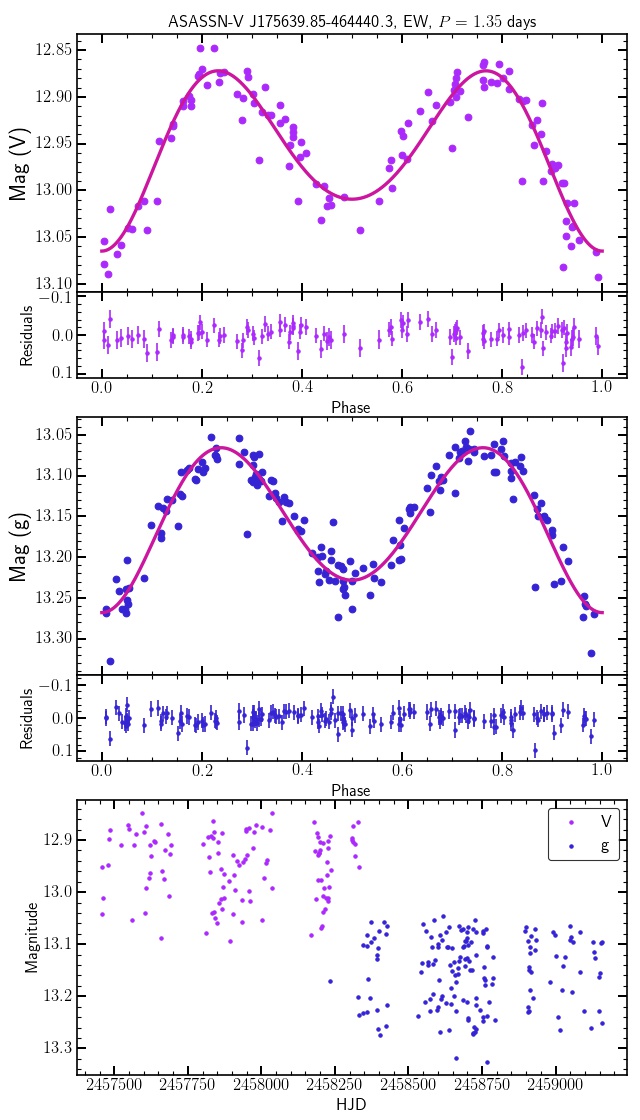 ASASSN-V J175639.85-464440.3, EW, P = 1.35 days
12.85
12.90
12.95
13.00
13.05
13.10
Mag (V)
−0.1
0.0
0.1
Residuals
0.0 0.2 0.4 0.6 0.8 1.0
Phase
13.05
13.10
13.15
13.20
13.25
13.30
Mag (g)
−0.1
0.0
0.1
Residuals
0.0 0.2 0.4 0.6 0.8 1.0
Phase
V
g
12.9
13.0
13.1
13.2
13.3
Magnitude
2457500 2457750 2458000 2458250 2458500 2458750 2459000
HJD